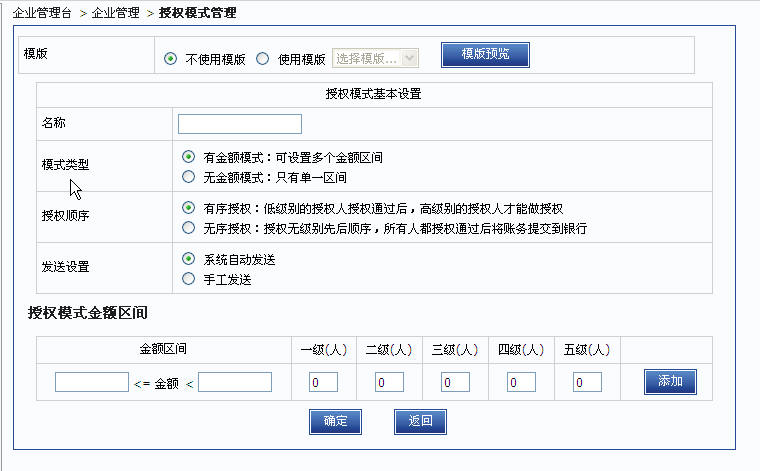 企业管理台 > 企业管理 > 授权模式管理
模版 不使用模版 使用模版 选择模版... 模版预览
授权模式基本设置
名称
模式类型 有金额模式：可设置多个金额区间
无金额模式：只有单一区间
授权顺序 有序授权：低级别的授权人授权通过后，高级别的授权人才能做授权
无序授权：授权无级别先后顺序，所有人都授权通过后将账务提交到银行
发送设置 系统自动发送
手工发送
授权模式金额区间
金额区间 一级(人) 二级(人) 三级(人) 四级(人) 五级(人)
<= 金额 < 0 0 0 0 0 添加
确定 返回